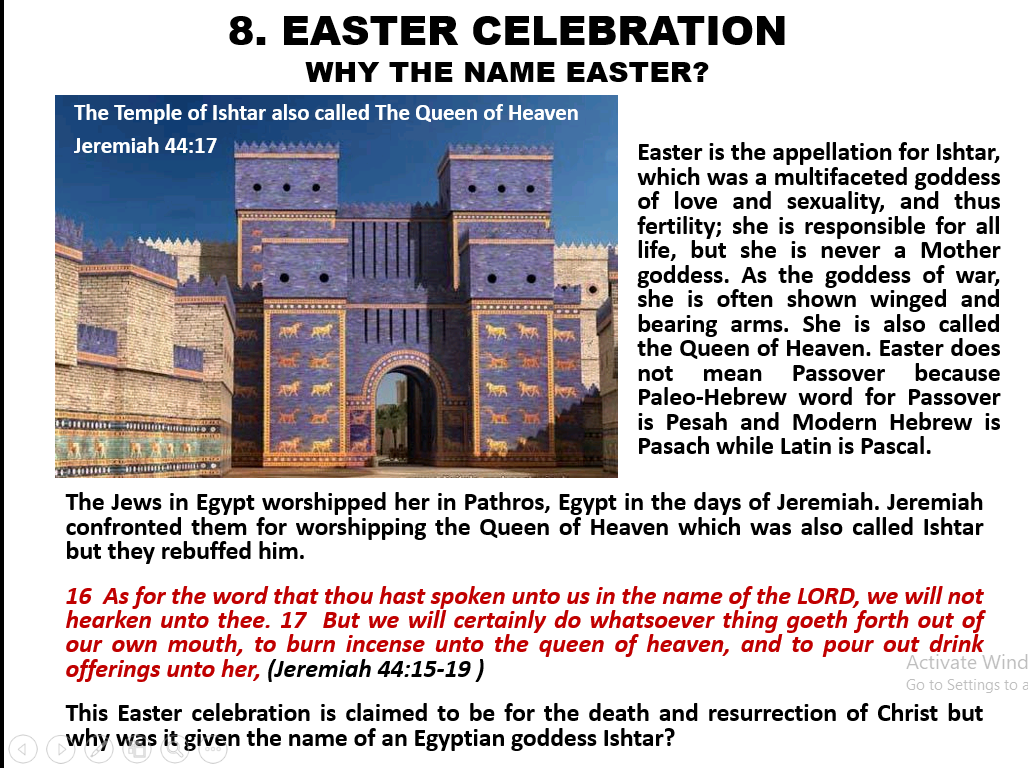 8. EASTER CELEBRATION
WHY THE NAME EASTER?
The Temple of Ishtar also called The Queen of Heaven
Jeremiah 44:17
Easter is the appellation for Ishtar,
which was a multifaceted goddess
of love and sexuality, and thus
fertility; she is responsible for all
life, but she is never a Mother
goddess. As the goddess of war,
she is often shown winged and
bearing arms. She is also called
the Queen of Heaven. Easter does
not mean Passover because
Paleo-Hebrew word for Passover
is Pesah and Modern Hebrew is
Pasach while Latin is Pascal.
The Jews in Egypt worshipped her in Pathros, Egypt in the days of Jeremiah. Jeremiah
confronted them for worshipping the Queen of Heaven which was also called Ishtar
but they rebuffed him.
16 As for the word that thou hast spoken unto us in the name of the LORD, we will not
hearken unto thee. 17 But we will certainly do whatsoever thing goeth forth out of
our own mouth, to burn incense unto the queen of heaven, and to pour out drink
offerings unto her, (Jeremiah 44:15-19 )
Activate Wind
Go to Settings to a
This Easter celebration is claimed to be for the death and resurrection of Christ but
why was it given the name of an Egyptian goddess Ishtar?